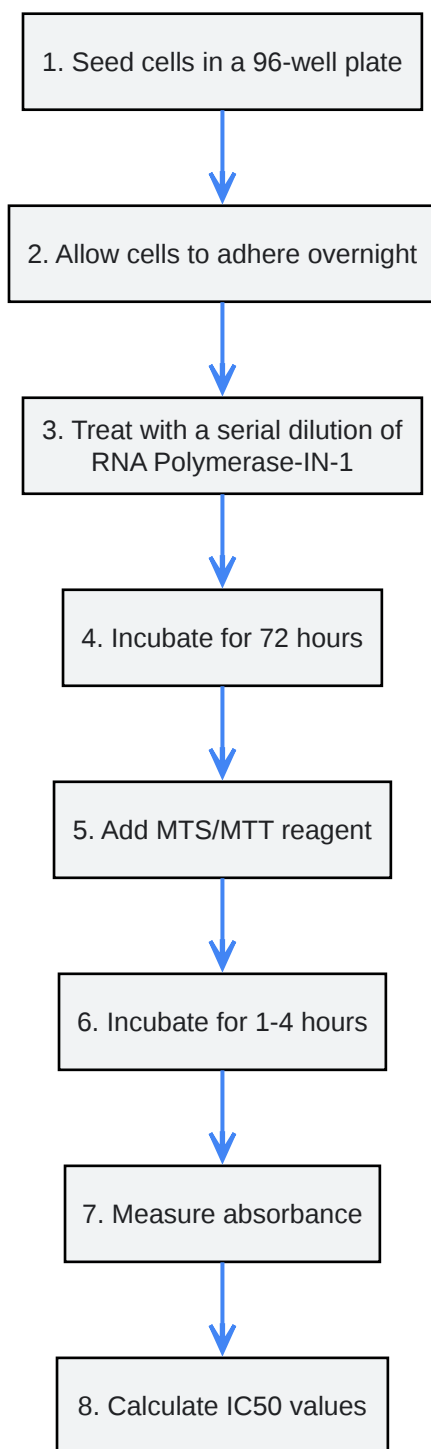 1. Seed cells in a 96-well plate
2. Allow cells to adhere overnight
3. Treat with a serial dilution of
RNA Polymerase-IN-1
4. Incubate for 72 hours
5. Add MTS/MTT reagent
6. Incubate for 1-4 hours
7. Measure absorbance
8. Calculate IC50 values